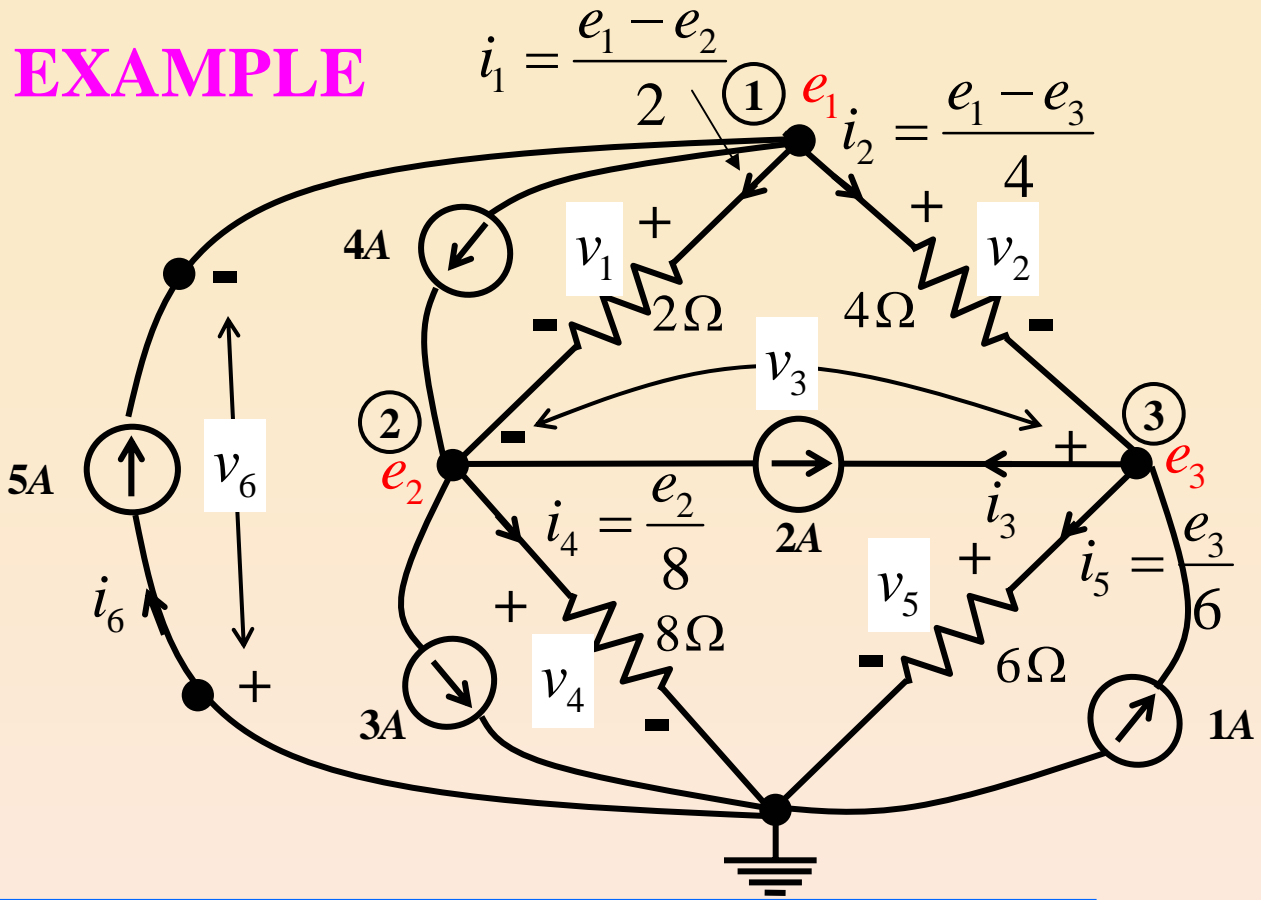 EXAMPLE
i₁ = (e₁ − e₂)/2
① e₁
i₂ = (e₁ − e₃)/4
4A
+ v₁ -
2Ω
+ v₂ -
4Ω
-
v₆
+
5A
i₆
② e₂
- v₃ +
③ e₃
2A
i₃
i₄ = e₂/8
+ v₄ -
8Ω
+ v₅ -
6Ω
i₅ = e₃/6
3A
1A